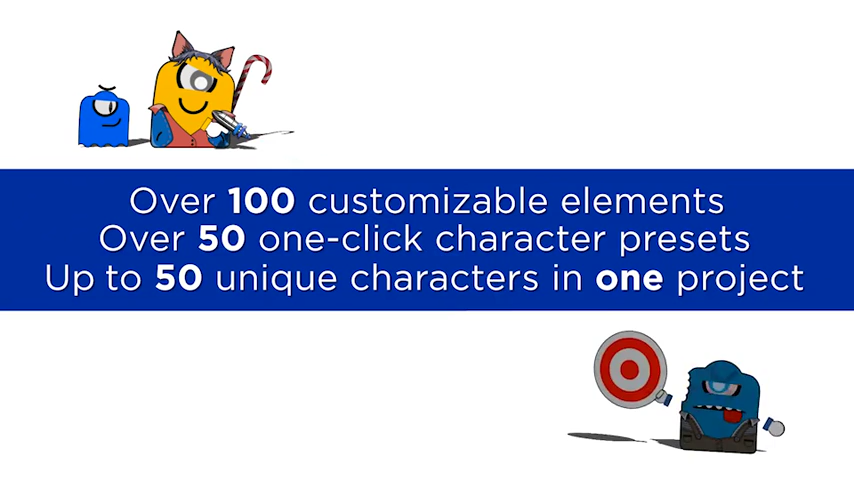 Over 100 customizable elements
Over 50 one-click character presets
Up to 50 unique characters in one project